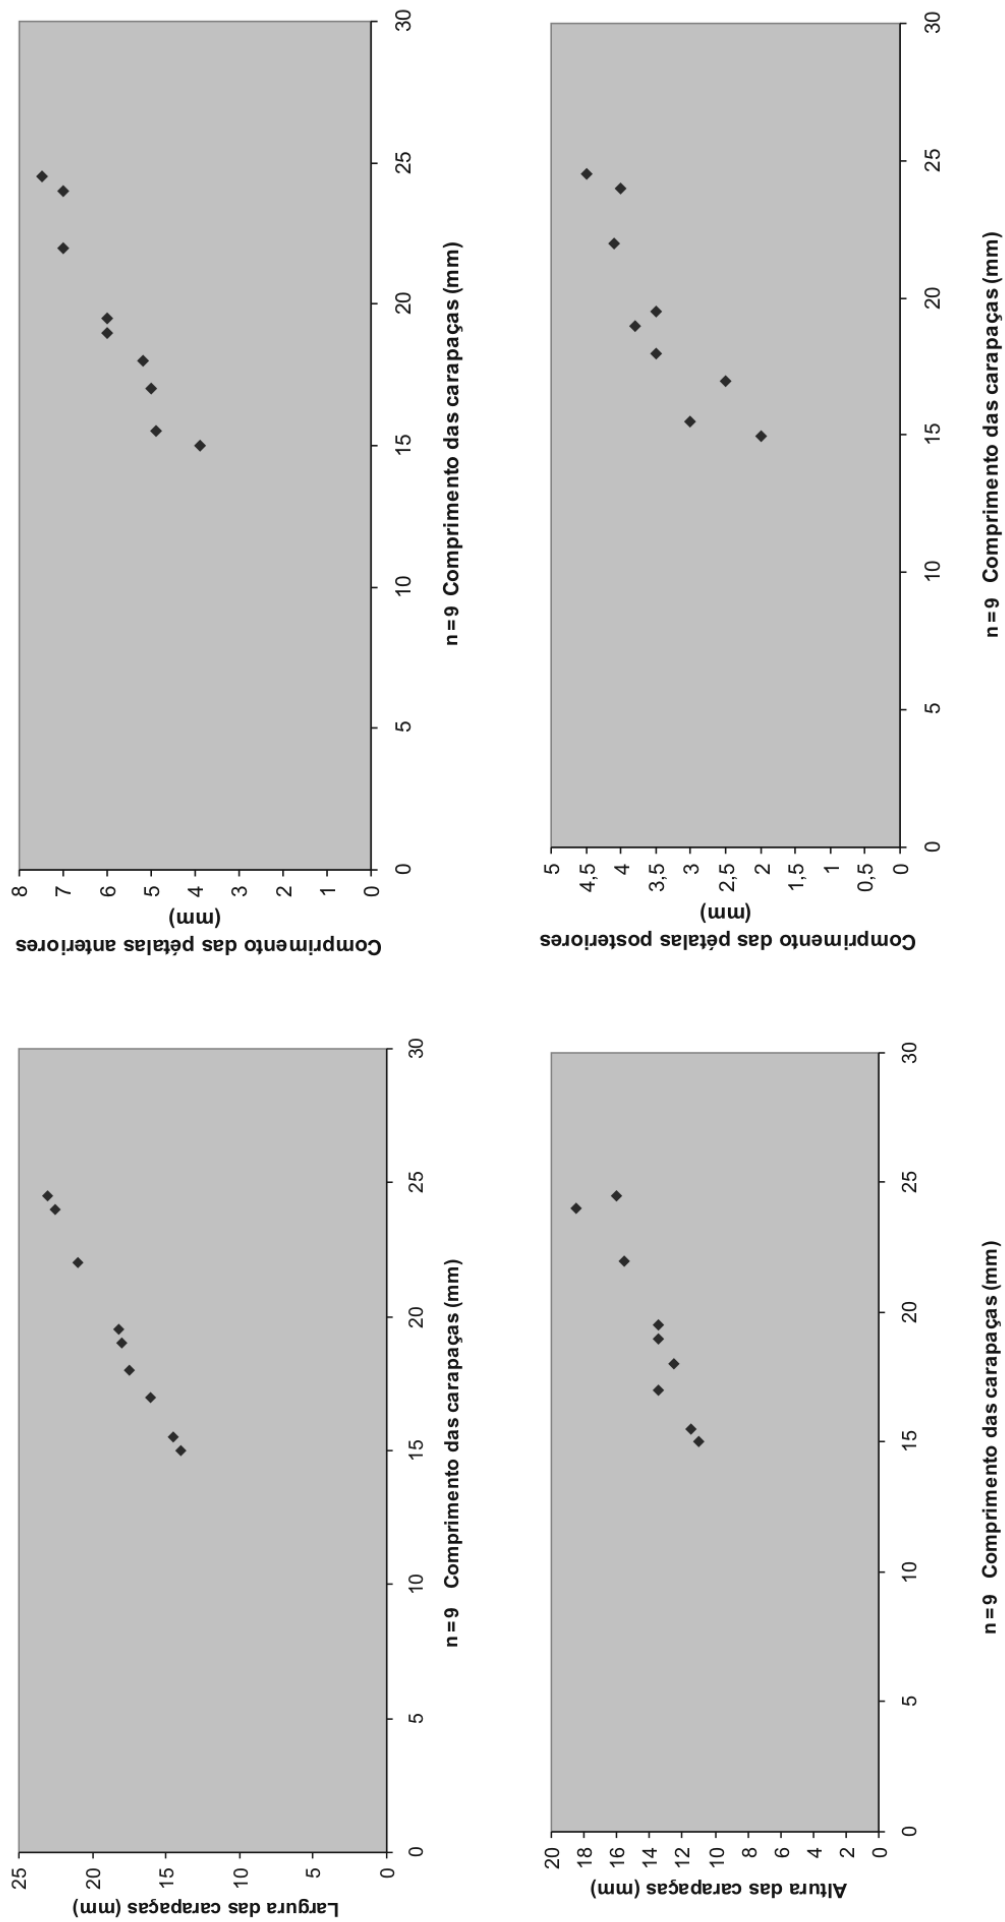 Largura das carapaças (mm)
25
20
15
10
5
0
0 5 10 15 20 25 30
n=9 Comprimento das carapaças (mm)
Comprimento das pétalas anteriores
(mm)
8
7
6
5
4
3
2
1
0
0 5 10 15 20 25 30
n=9 Comprimento das carapaças (mm)
Altura das carapaças (mm)
20
18
16
14
12
10
8
6
4
2
0
0 5 10 15 20 25 30
n=9 Comprimento das carapaças (mm)
Comprimento das pétalas posteriores
(mm)
5
4,5
4
3,5
3
2,5
2
1,5
1
0,5
0
0 5 10 15 20 25 30
n=9 Comprimento das carapaças (mm)